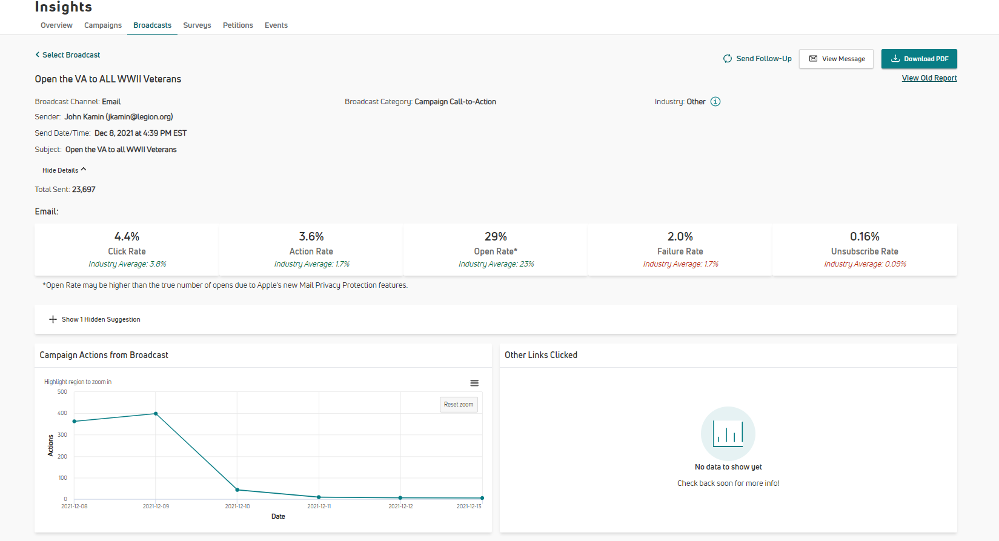 Insights
Overview Campaigns Broadcasts Surveys Petitions Events
Select Broadcast
Send Follow-Up View Message Download PDF
View Old Report
Open the VA to ALL WWII Veterans
Broadcast Channel: Email Broadcast Category: Campaign Call-to-Action Industry: Other
Sender: John Kamin (jkamin@legion.org)
Send Date/Time: Dec 8, 2021 at 4:39 PM EST
Subject: Open the VA to all WWII Veterans
Hide Details
Total Sent: 23,697
Email:
4.4% 3.6% 29% 2.0% 0.16%
Click Rate Action Rate Open Rate* Failure Rate Unsubscribe Rate
Industry Average: 3.8% Industry Average: 1.7% Industry Average: 23% Industry Average: 1.7% Industry Average: 0.09%
*Open Rate may be higher than the true number of opens due to Apple's new Mail Privacy Protection features.
Show 1 Hidden Suggestion
Campaign Actions from Broadcast
Highlight region to zoom in
Reset zoom
500
400
300
200
100
0
Actions
2021-12-08 2021-12-09 2021-12-10 2021-12-11 2021-12-12 2021-12-13
Date
Other Links Clicked
No data to show yet
Check back soon for more info!